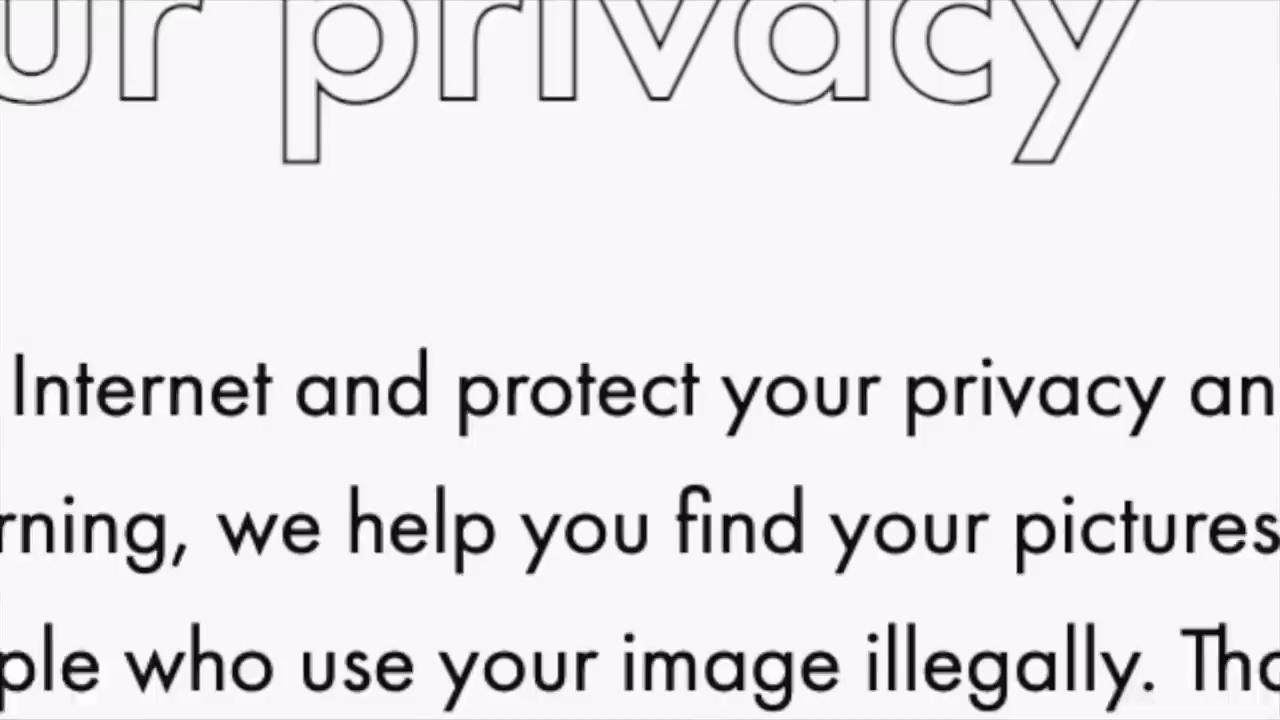 ur privacy
Internet and protect your privacy an
rning, we help you find your pictures
ple who use your image illegally. Tha